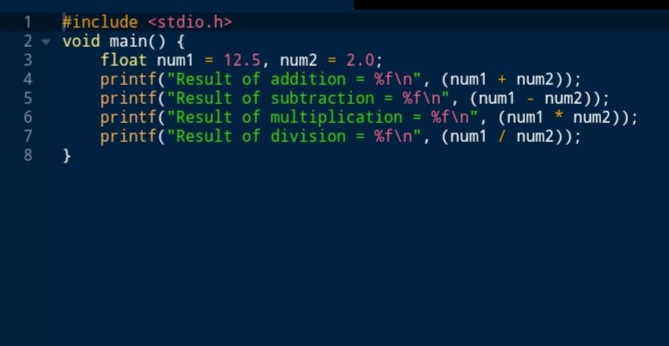 1 #include <stdio.h>
2 void main() {
3 float num1 = 12.5, num2 = 2.0;
4 printf("Result of addition = %f\n", (num1 + num2));
5 printf("Result of subtraction = %f\n", (num1 - num2));
6 printf("Result of multiplication = %f\n", (num1 * num2));
7 printf("Result of division = %f\n", (num1 / num2));
8 }